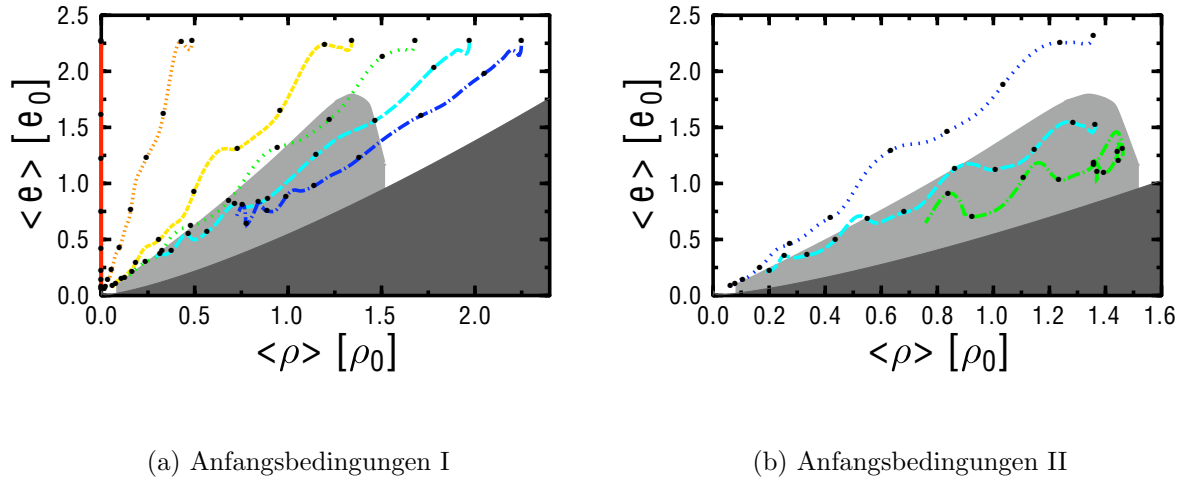 2.5
2.0
1.5
1.0
0.5
0.0
<e> [e₀]
0.0 0.5 1.0 1.5 2.0
<ρ> [ρ₀]
(a) Anfangsbedingungen I
2.5
2.0
1.5
1.0
0.5
0.0
<e> [e₀]
0.0 0.2 0.4 0.6 0.8 1.0 1.2 1.4 1.6
<ρ> [ρ₀]
(b) Anfangsbedingungen II